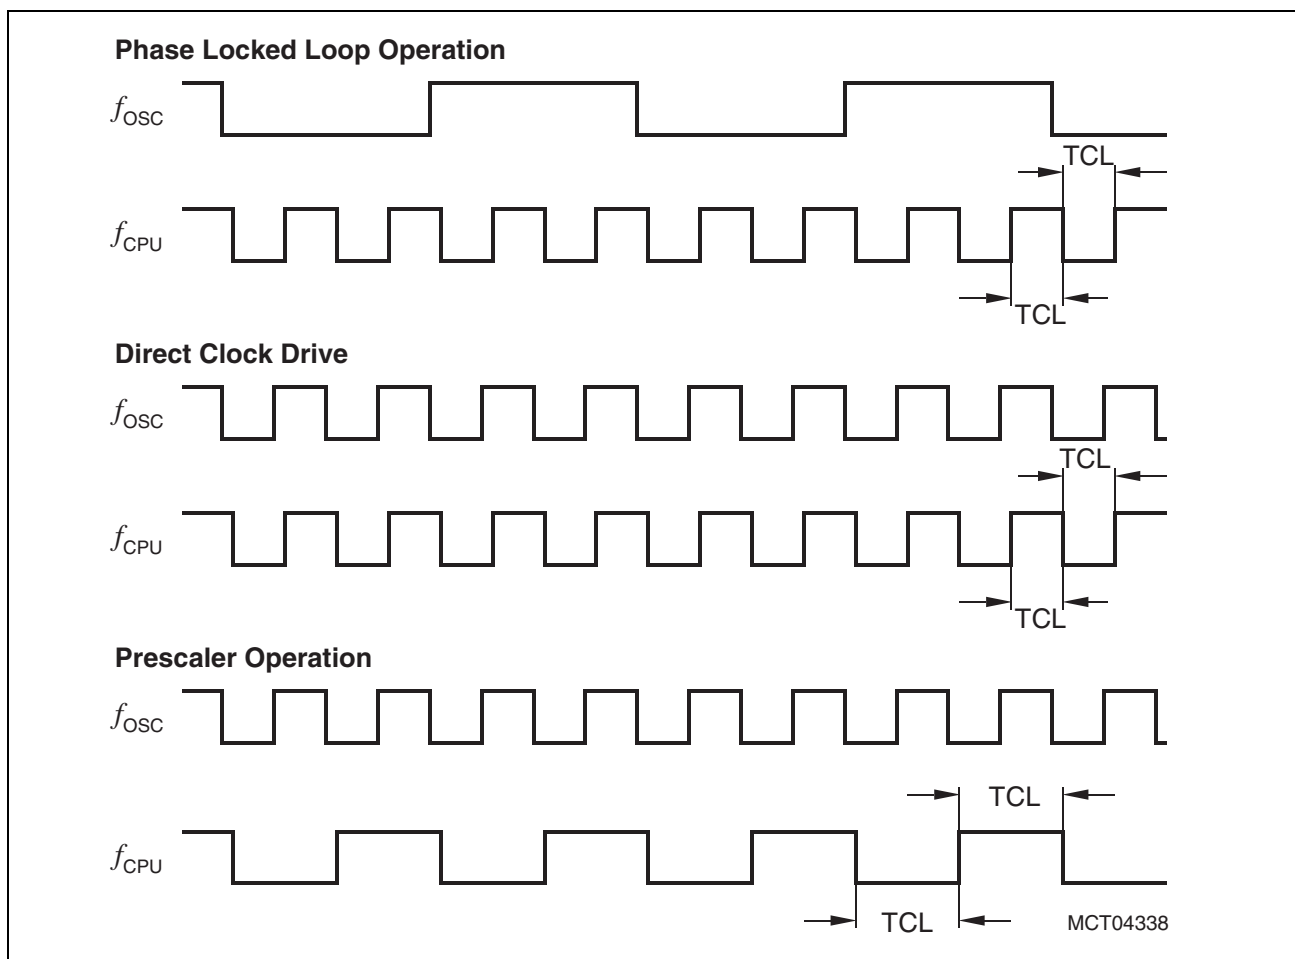 Phase Locked Loop Operation
fOSC
TCL
fCPU
TCL
Direct Clock Drive
fOSC
TCL
fCPU
TCL
Prescaler Operation
fOSC
TCL
fCPU
TCL
MCT04338